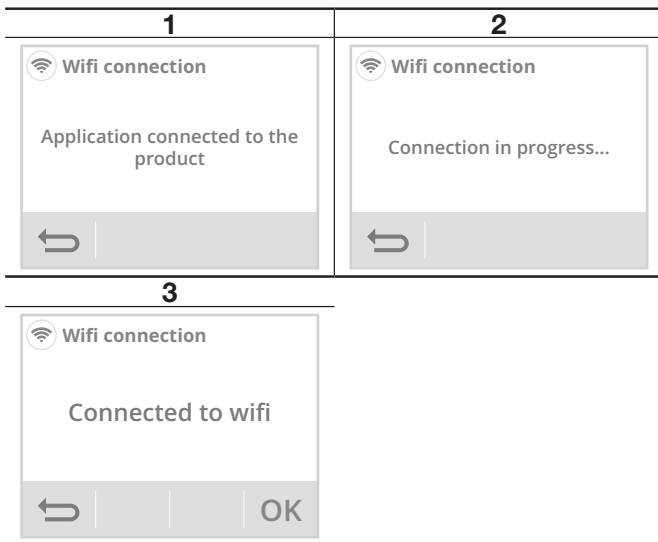 1
Wifi connection
Application connected to the
product
2
Wifi connection
Connection in progress...
3
Wifi connection
Connected to wifi
OK